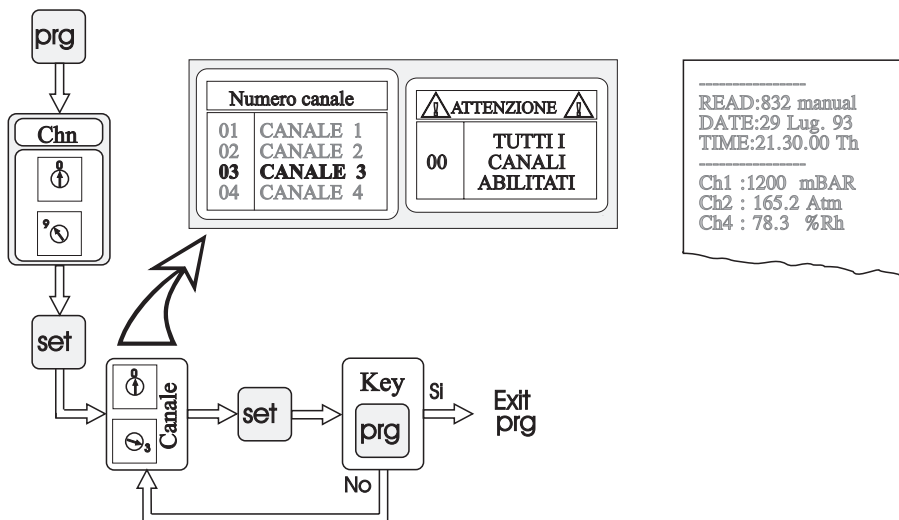 prg
Chn
0
9
set
Numero canale
01 CANALE 1
02 CANALE 2
03 CANALE 3
04 CANALE 4
ATTENZIONE
00 TUTTI I
CANALI
ABILITATI
--------------------
READ:832 manual
DATE:29 Lug. 93
TIME:21.30.00 Th
--------------------
Ch1 :1200 mBAR
Ch2 : 165.2 Atm
Ch4 : 78.3 %Rh
0
3
Canale
set
Key
prg
Si
No
Exit
prg